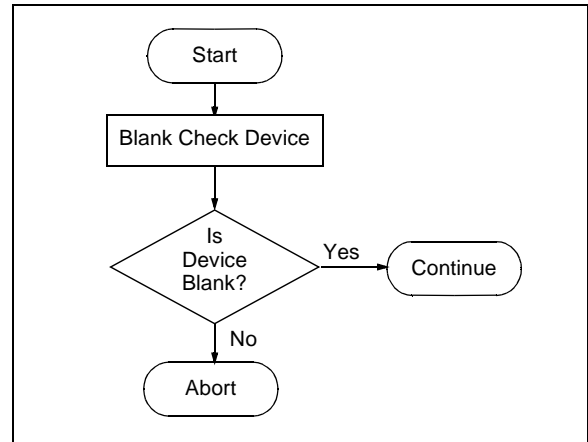 Start
Blank Check Device
Is
Device
Blank?
Yes
Continue
No
Abort